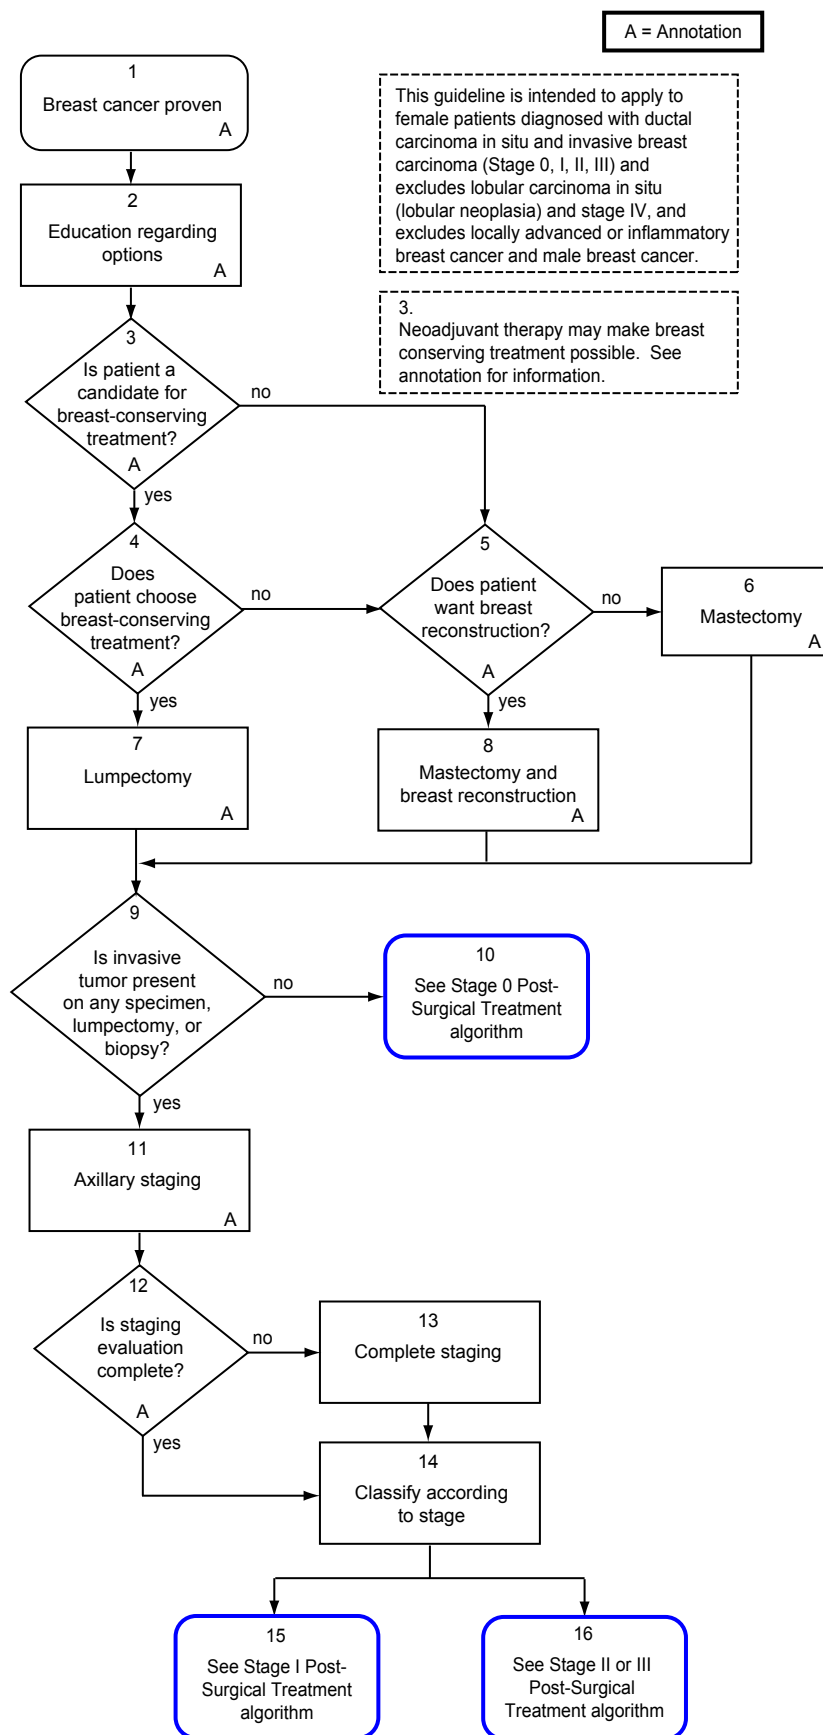 A = Annotation
1
Breast cancer proven
A
This guideline is intended to apply to
female patients diagnosed with ductal
carcinoma in situ and invasive breast
carcinoma (Stage 0, I, II, III) and
excludes lobular carcinoma in situ
(lobular neoplasia) and stage IV, and
excludes locally advanced or inflammatory
breast cancer and male breast cancer.
2
Education regarding
options
A
3.
Neoadjuvant therapy may make breast
conserving treatment possible. See
annotation for information.
3
Is patient a
candidate for
breast-conserving
treatment?
A
no
yes
4
Does
patient choose
breast-conserving
treatment?
A
no
yes
5
Does patient
want breast
reconstruction?
A
no
yes
6
Mastectomy
A
7
Lumpectomy
A
8
Mastectomy and
breast reconstruction
A
9
Is invasive
tumor present
on any specimen,
lumpectomy, or
biopsy?
no
yes
10
See Stage 0 Post-
Surgical Treatment
algorithm
11
Axillary staging
A
12
Is staging
evaluation
complete?
A
no
yes
13
Complete staging
14
Classify according
to stage
15
See Stage I Post-
Surgical Treatment
algorithm
16
See Stage II or III
Post-Surgical
Treatment algorithm